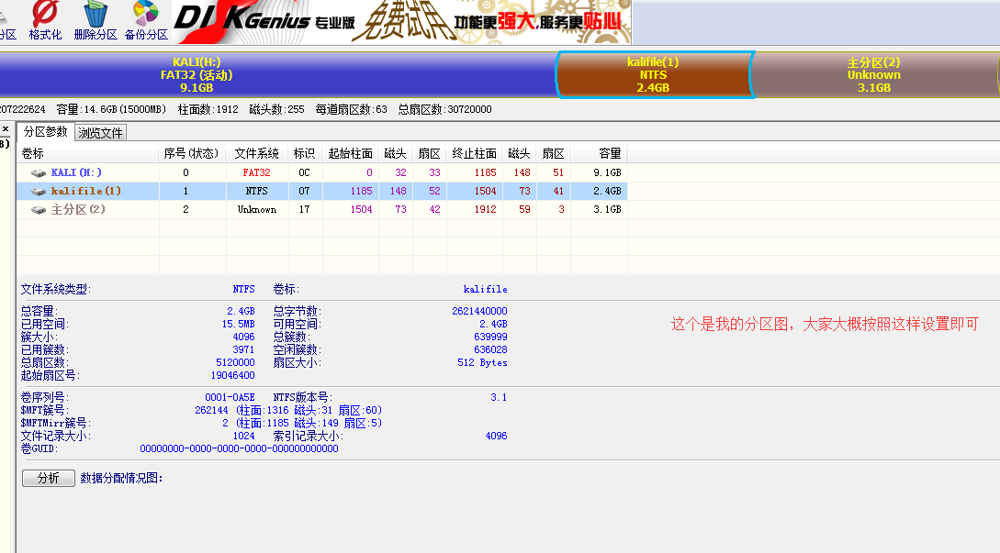 分区 格式化 删除分区 备份分区 DISKGenius 专业版 免费试用 功能更强大,服务更贴心
KALI(H:)
FAT32 (活动)
9.1GB
kalifile(1)
NTFS
2.4GB
主分区(2)
Unknown
3.1GB
207222624 容量:14.6GB(15000MB) 柱面数:1912 磁头数:255 每道扇区数:63 总扇区数:30720000
×
B)
分区参数 浏览文件
卷标 序号(状态) 文件系统 标识 起始柱面 磁头 扇区 终止柱面 磁头 扇区 容量
KALI(H:) 0 FAT32 0C 0 32 33 1185 148 51 9.1GB
kalifile(1) 1 NTFS 07 1185 148 52 1504 73 41 2.4GB
主分区(2) 2 Unknown 17 1504 73 42 1912 59 3 3.1GB
文件系统类型: NTFS 卷标: kalifile
总容量: 2.4GB 总字节数: 2621440000
已用空间: 15.5MB 可用空间: 2.4GB
簇大小: 4096 总簇数: 639999
已用簇数: 3971 空闲簇数: 636028
总扇区数: 5120000 扇区大小: 512 Bytes
起始扇区号: 19046400
这个是我的分区图，大家大概按照这样设置即可
卷序列号: 0001-0A5E NTFS版本号: 3.1
$MFT簇号: 262144 (柱面:1316 磁头:31 扇区:60)
$MFTMirr簇号: 2 (柱面:1185 磁头:149 扇区:5)
文件记录大小: 1024 索引记录大小: 4096
卷GUID: 00000000-0000-0000-0000-000000000000
分析 数据分配情况图: